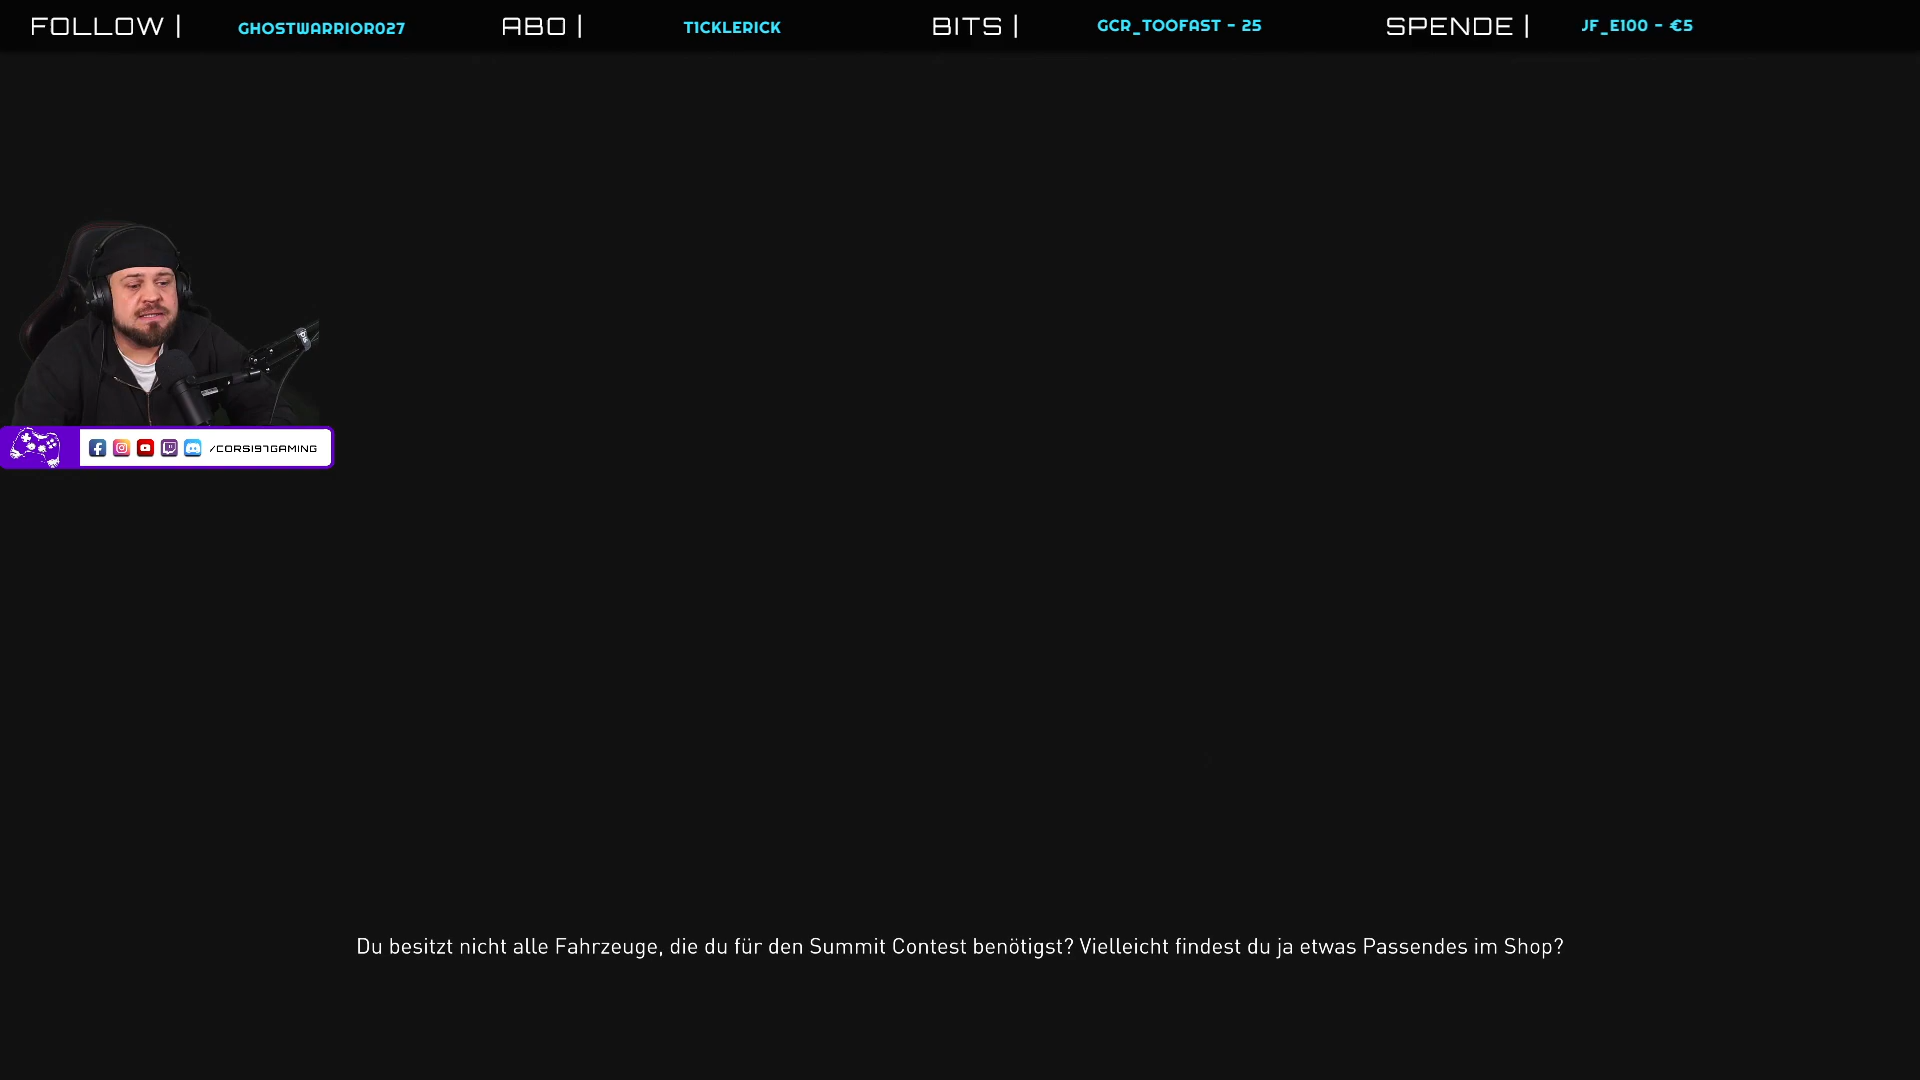 FOLLOW | GHOSTWARRIOR027 ABO | T1CKLERICK BITS | GCR_TOOFAST - 25 SPENDE | JF_E100 - €5
/CORSI97GAMING
Du besitzt nicht alle Fahrzeuge, die du für den Summit Contest benötigst? Vielleicht findest du ja etwas Passendes im Shop?